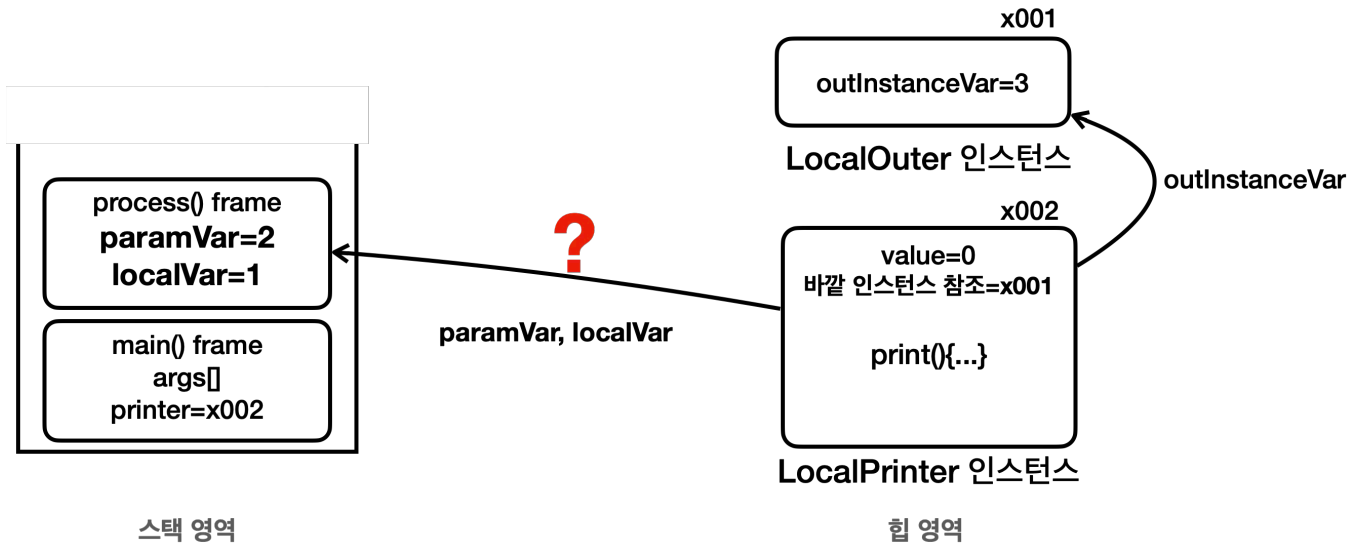 process() frame
paramVar=2
localVar=1
main() frame
args[]
printer=x002
스택 영역
?
paramVar, localVar
x001
outInstanceVar=3
LocalOuter 인스턴스
outInstanceVar
x002
value=0
바깥 인스턴스 참조=x001
print(){...}
LocalPrinter 인스턴스
힙 영역